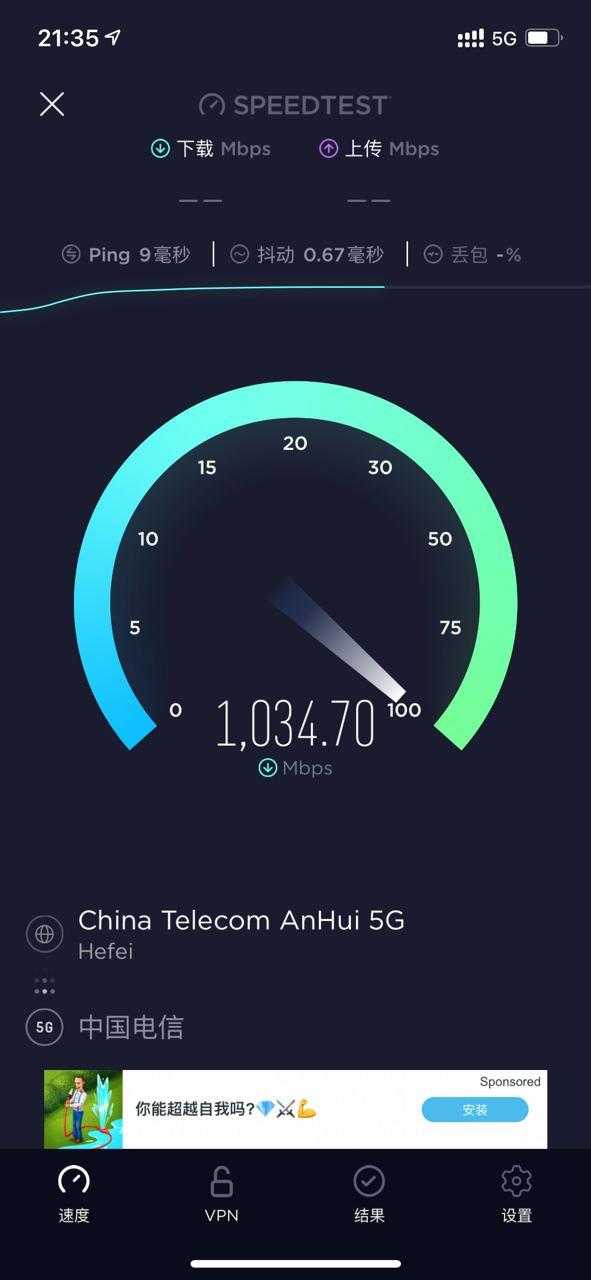 21:35 5G
SPEEDTEST
下载 Mbps 上传 Mbps
— — — —
Ping 9毫秒 抖动 0.67毫秒 丢包 -%
20
15 30
10 50
5 75
0 1,034.70 100
Mbps
China Telecom AnHui 5G
Hefei
5G 中国电信
Sponsored
你能超越自我吗?💎⚔💪 安装
速度 VPN 结果 设置